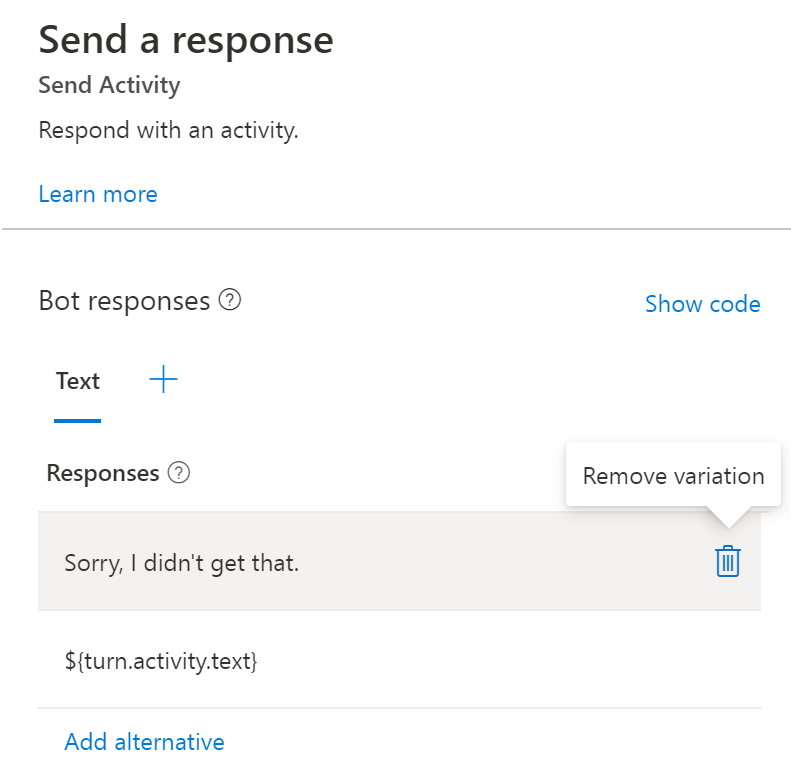 Send a response
Send Activity
Respond with an activity.
Learn more
Bot responses ?
Show code
Text +
Responses ?
Remove variation
Sorry, I didn't get that.
${turn.activity.text}
Add alternative